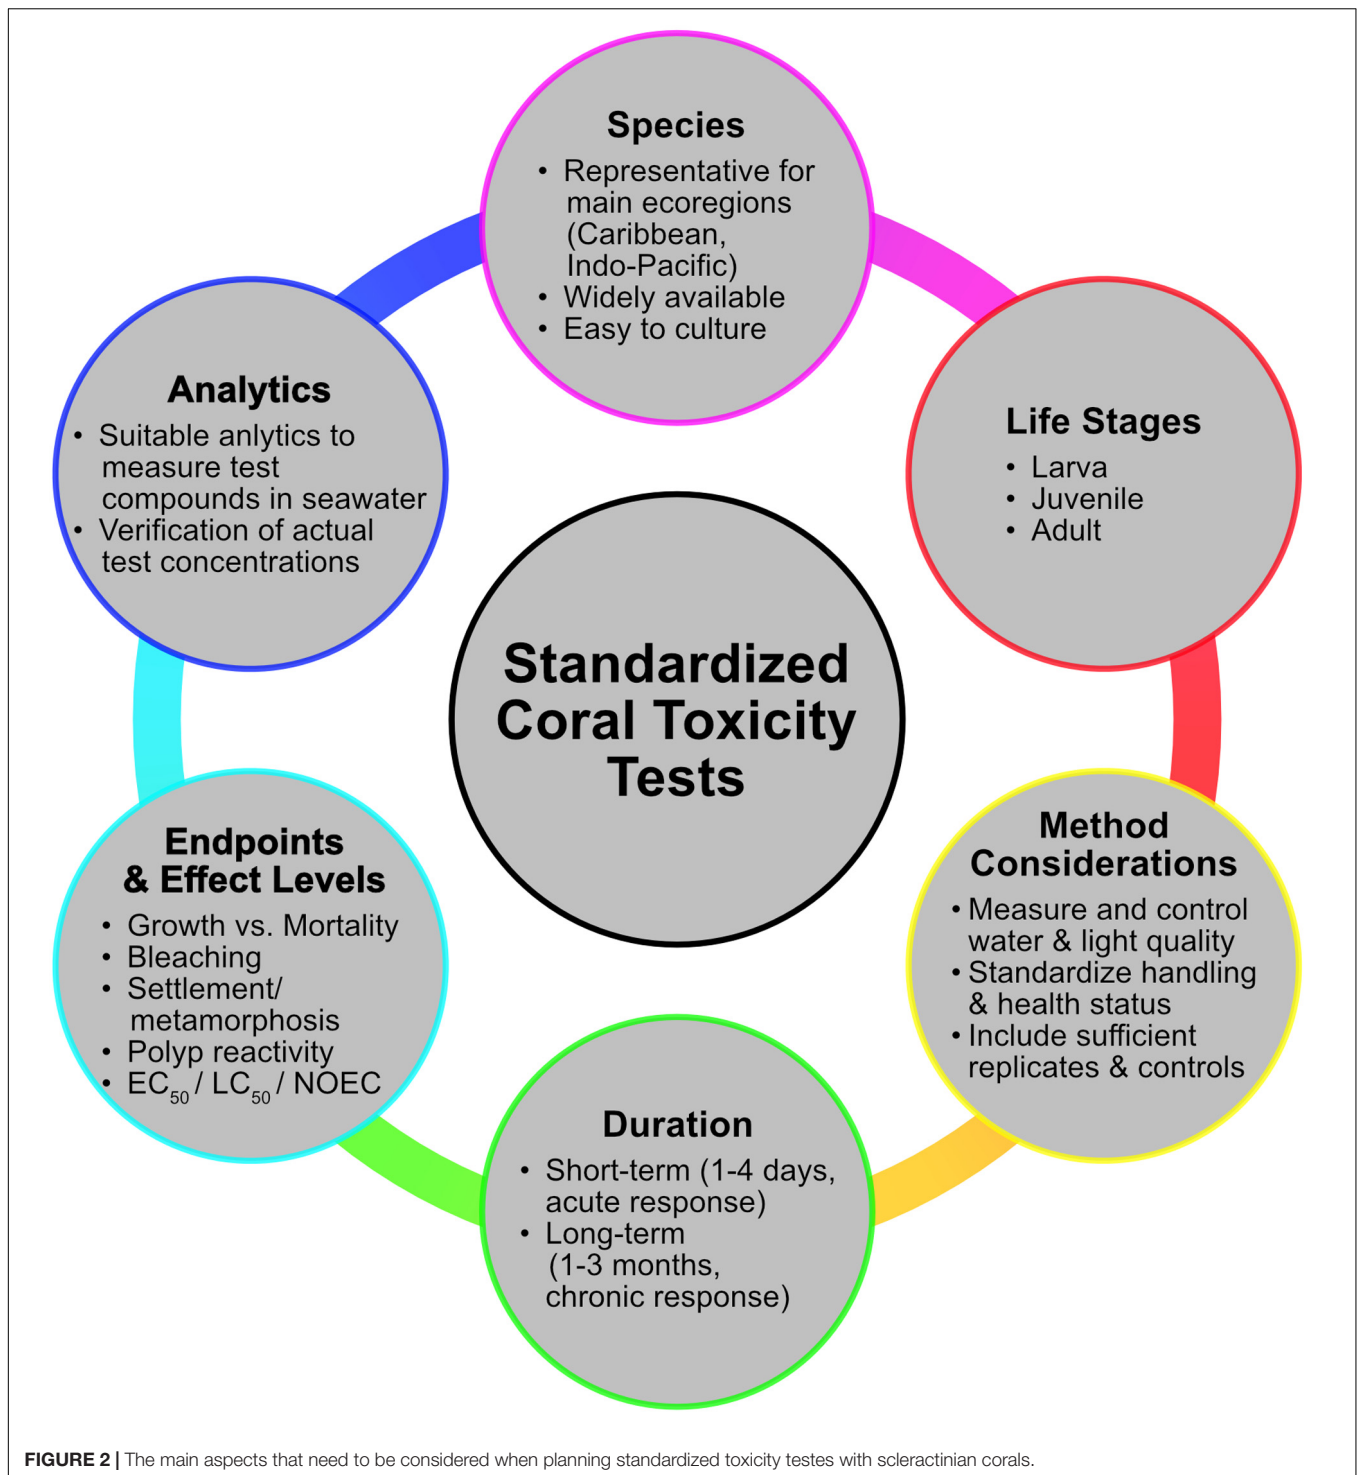 Species
• Representative for
main ecoregions
(Caribbean,
Indo-Pacific)
• Widely available
• Easy to culture
Life Stages
• Larva
• Juvenile
• Adult
Method
Considerations
• Measure and control
water & light quality
• Standardize handling
& health status
• Include sufficient
replicates & controls
Duration
• Short-term (1-4 days,
acute response)
• Long-term
(1-3 months,
chronic response)
Endpoints
& Effect Levels
• Growth vs. Mortality
• Bleaching
• Settlement/
metamorphosis
• Polyp reactivity
• EC50 / LC50 / NOEC
Analytics
• Suitable anlytics to
measure test
compounds in seawater
• Verification of actual
test concentrations
Standardized
Coral Toxicity
Tests
FIGURE 2 | The main aspects that need to be considered when planning standardized toxicity testes with scleractinian corals.